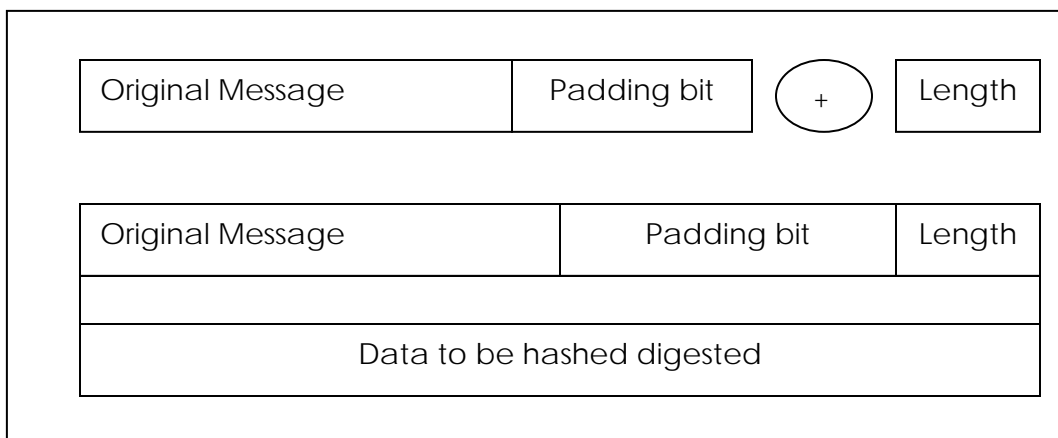 Original Message Padding bit + Length
Original Message Padding bit Length
Data to be hashed digested